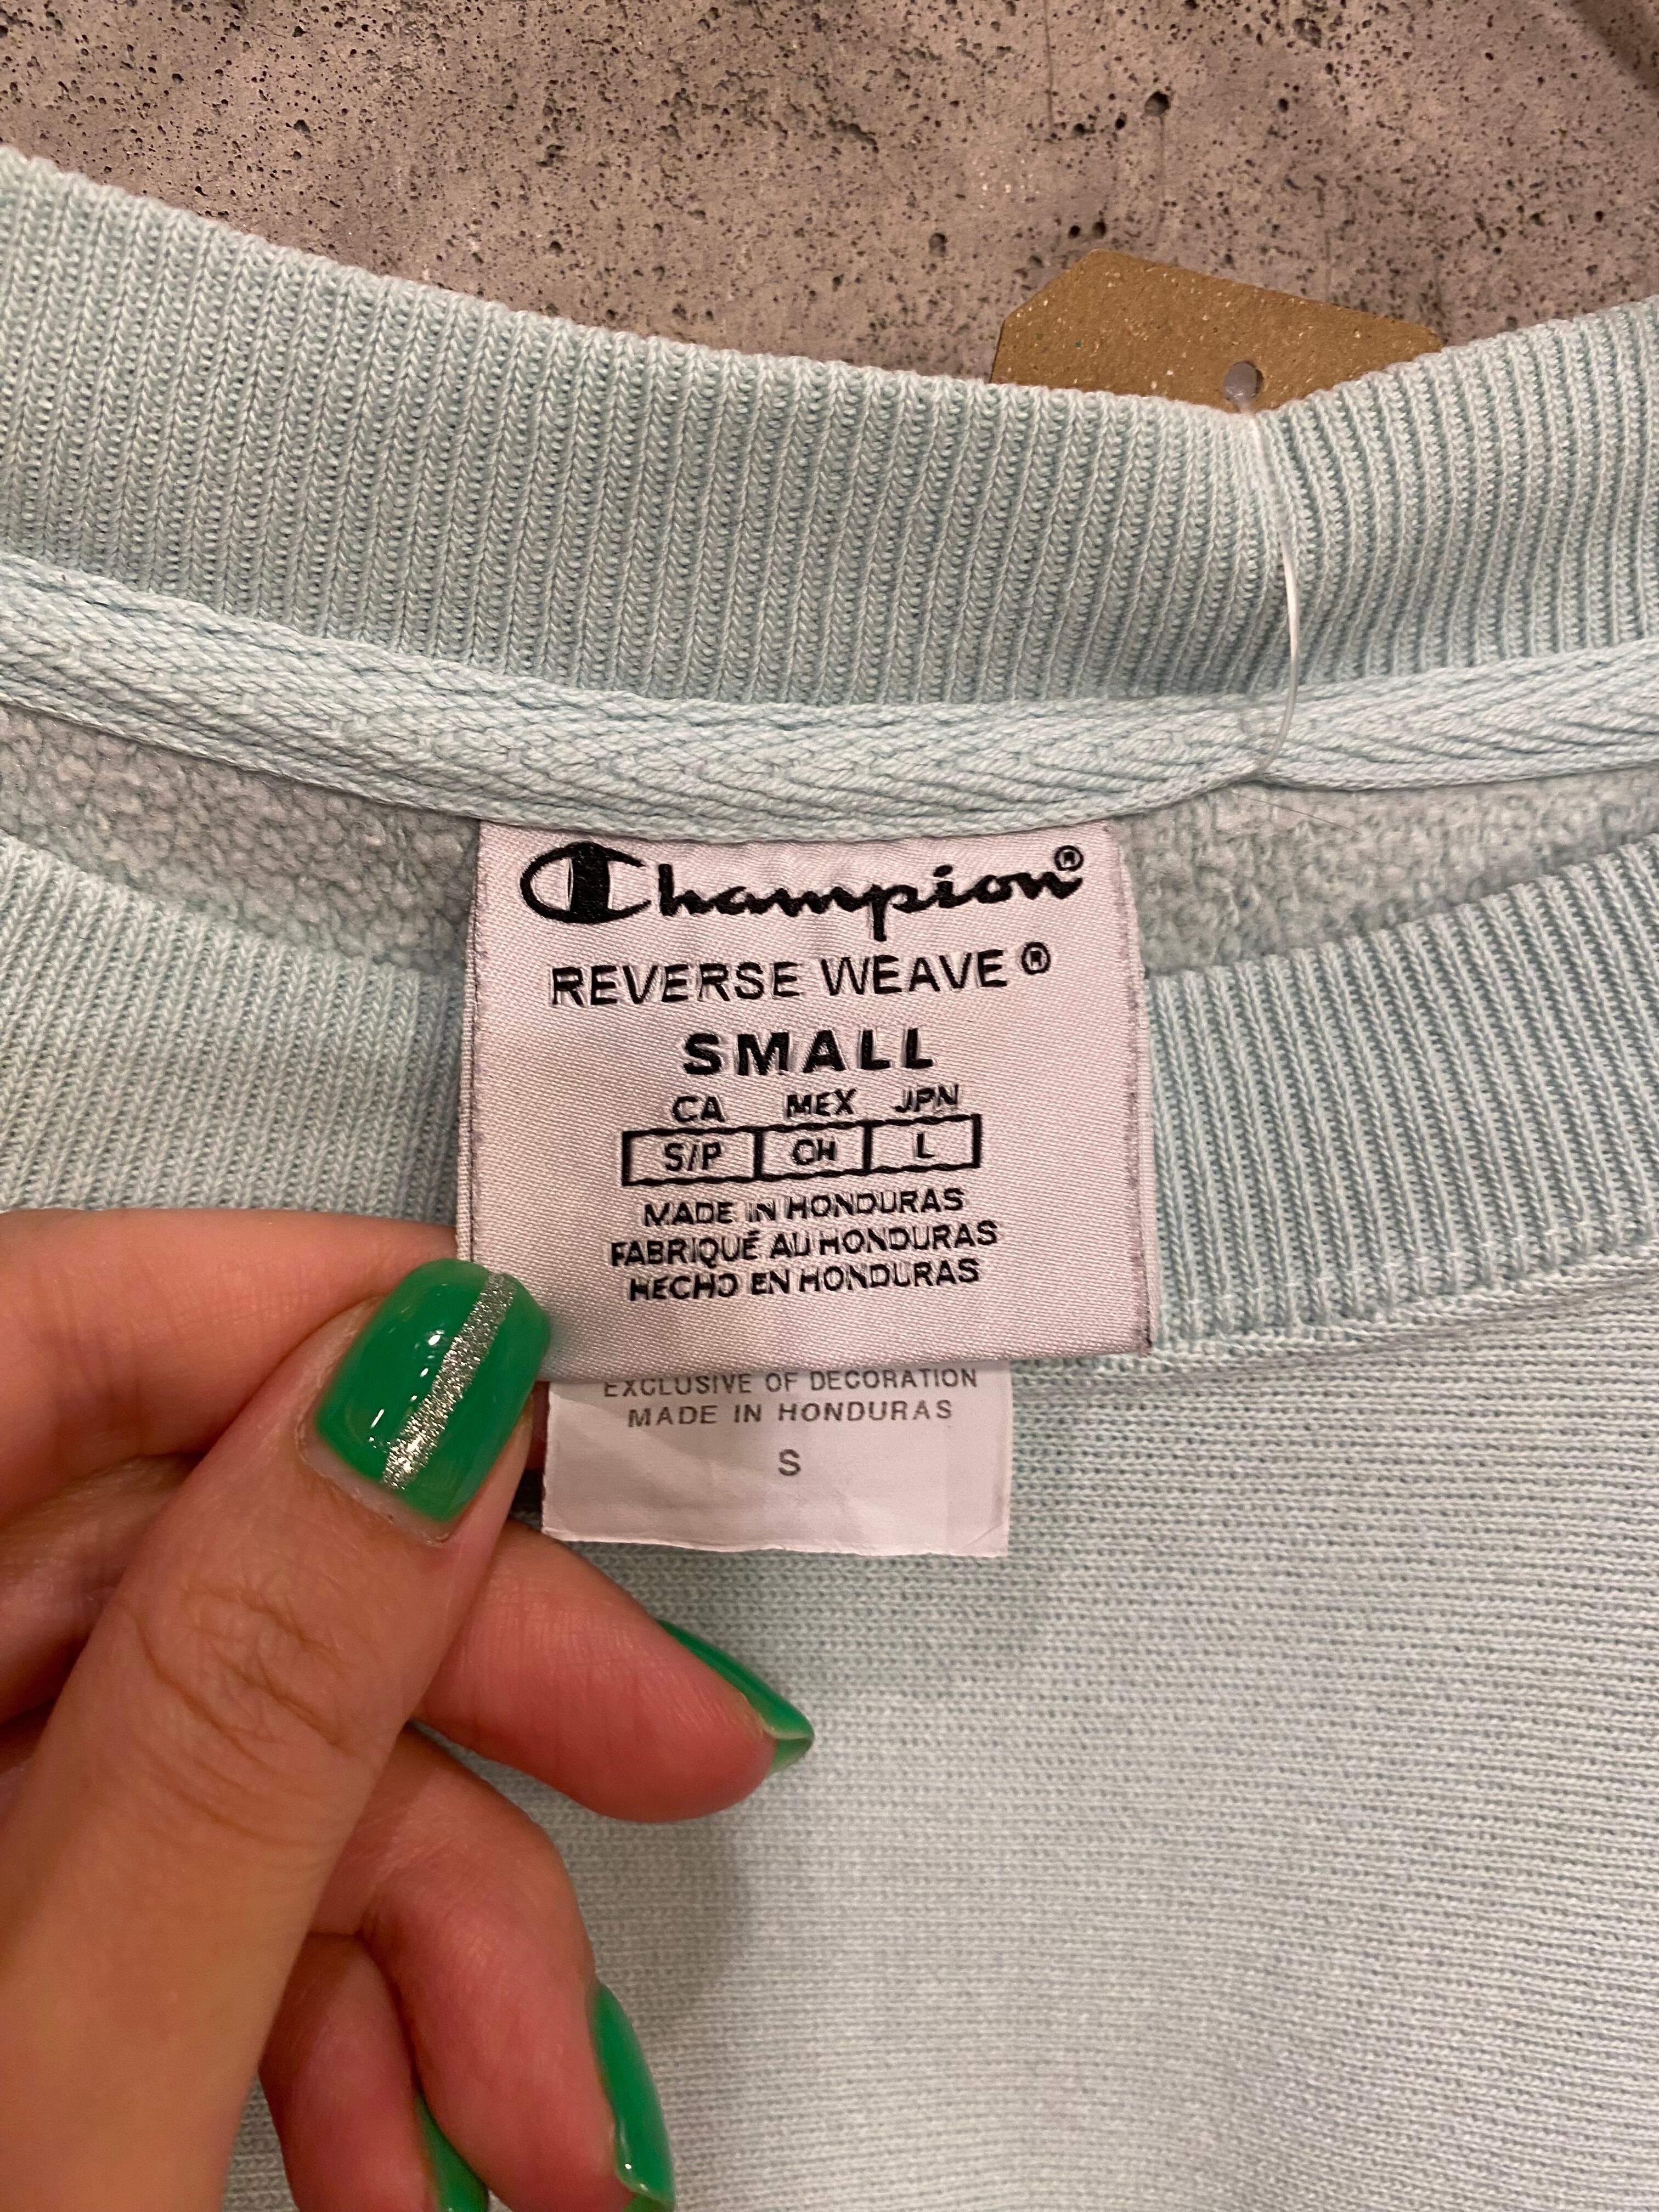 Champion®
REVERSE WEAVE®
SMALL
CA MEX JPN
S/P CH L
MADE IN HONDURAS
FABRIQUÉ AU HONDURAS
HECHO EN HONDURAS
EXCLUSIVE OF DECORATION
MADE IN HONDURAS
S